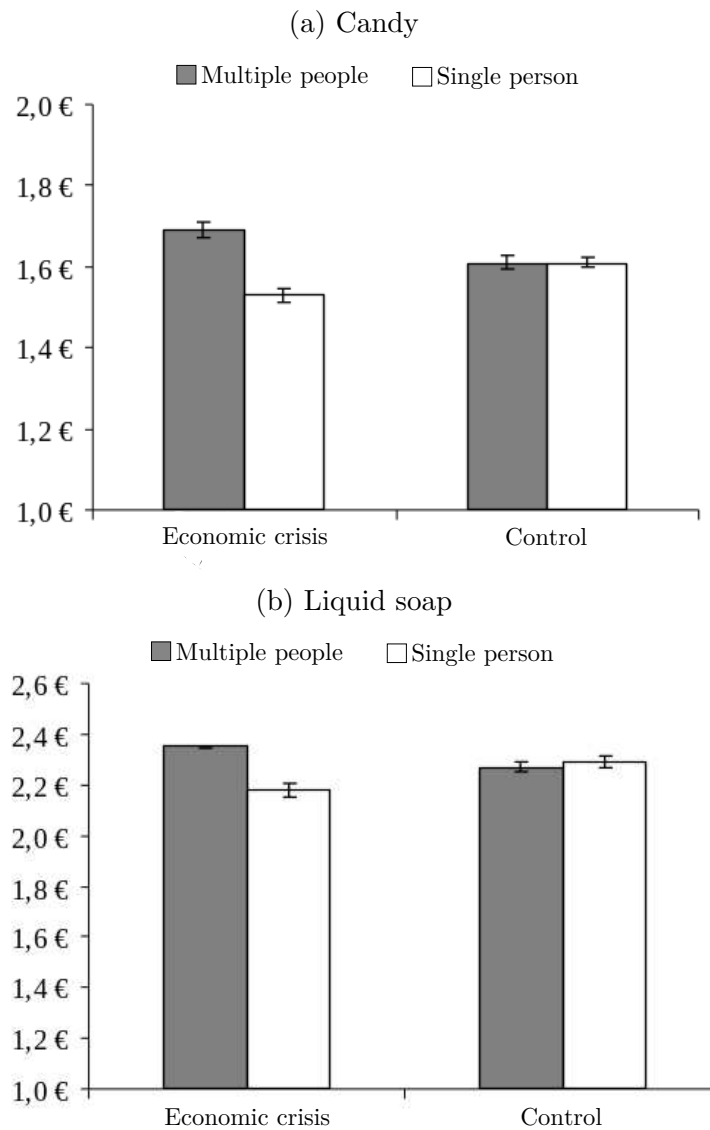 (a) Candy
Multiple people Single person
2,0 €
1,8 €
1,6 €
1,4 €
1,2 €
1,0 €
Economic crisis Control
(b) Liquid soap
Multiple people Single person
2,6 €
2,4 €
2,2 €
2,0 €
1,8 €
1,6 €
1,4 €
1,2 €
1,0 €
Economic crisis Control